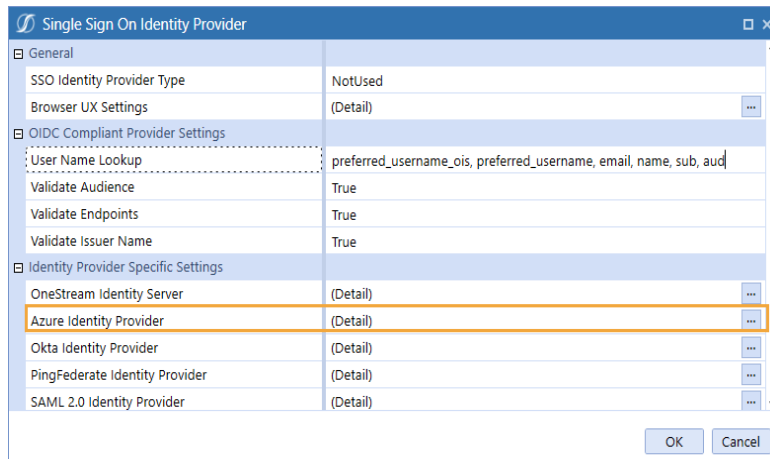 Single Sign On Identity Provider
General
SSO Identity Provider Type NotUsed
Browser UX Settings (Detail) ...
OIDC Compliant Provider Settings
User Name Lookup preferred_username_ois, preferred_username, email, name, sub, aud
Validate Audience True
Validate Endpoints True
Validate Issuer Name True
Identity Provider Specific Settings
OneStream Identity Server (Detail) ...
Azure Identity Provider (Detail) ...
Okta Identity Provider (Detail) ...
PingFederate Identity Provider (Detail) ...
SAML 2.0 Identity Provider (Detail) ...
OK Cancel